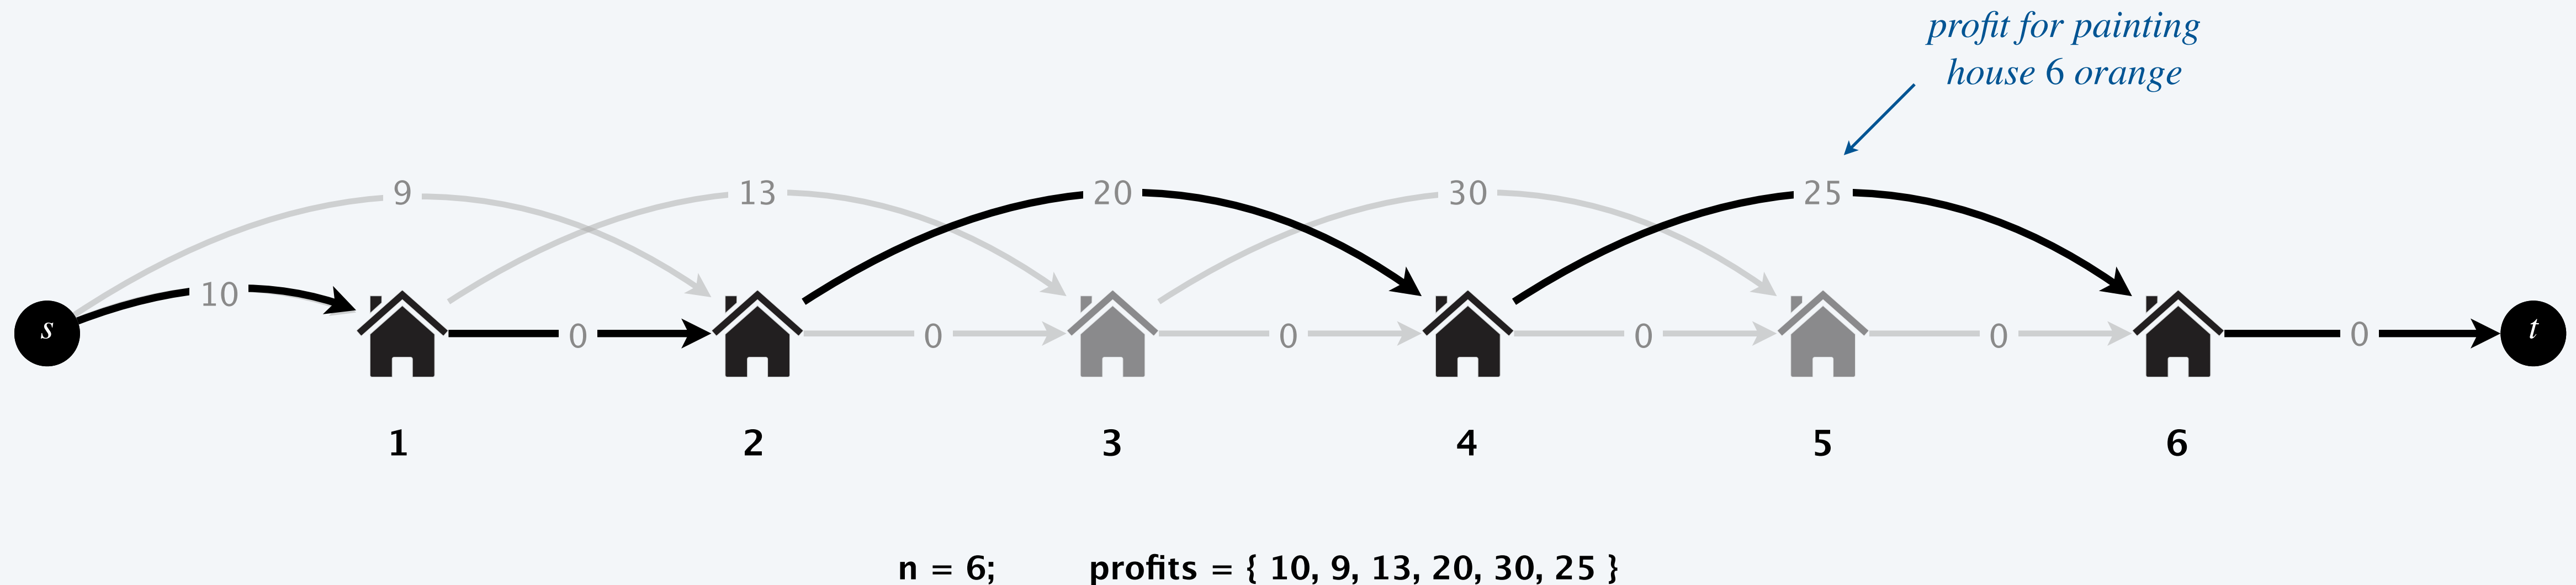 profit for painting
house 6 orange
9 13 20 30 25
10
s 0 0 0 0 0 0 t
1 2 3 4 5 6
n = 6; profits = { 10, 9, 13, 20, 30, 25 }